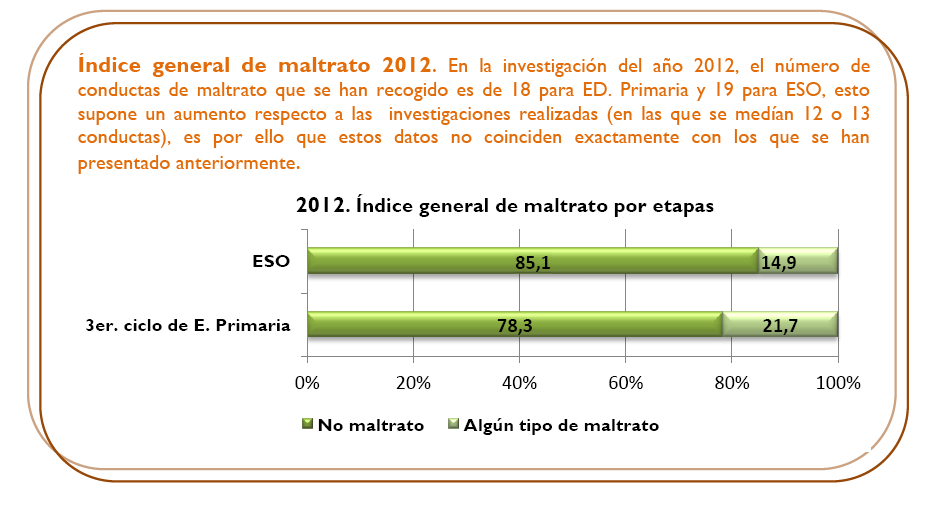 Índice general de maltrato 2012. En la investigación del año 2012, el número de
conductas de maltrato que se han recogido es de 18 para ED. Primaria y 19 para ESO, esto
supone un aumento respecto a las investigaciones realizadas (en las que se medían 12 o 13
conductas), es por ello que estos datos no coinciden exactamente con los que se han
presentado anteriormente.
2012. Índice general de maltrato por etapas
ESO 85,1 14,9
3er. ciclo de E. Primaria 78,3 21,7
0% 20% 40% 60% 80% 100%
No maltrato Algún tipo de maltrato